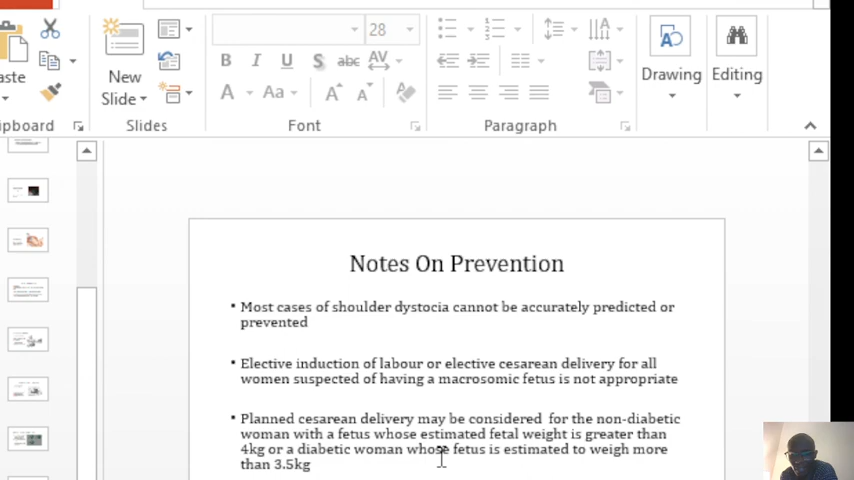 28
B I U S abc AV
A Aa A A
aste
New
Slide
Drawing
Editing
ipboard
Slides
Font
Paragraph
Notes On Prevention
▪ Most cases of shoulder dystocia cannot be accurately predicted or
prevented
▪ Elective induction of labour or elective cesarean delivery for all
women suspected of having a macrosomic fetus is not appropriate
▪ Planned cesarean delivery may be considered for the non-diabetic
woman with a fetus whose estimated fetal weight is greater than
4kg or a diabetic woman whose fetus is estimated to weigh more
than 3.5kg